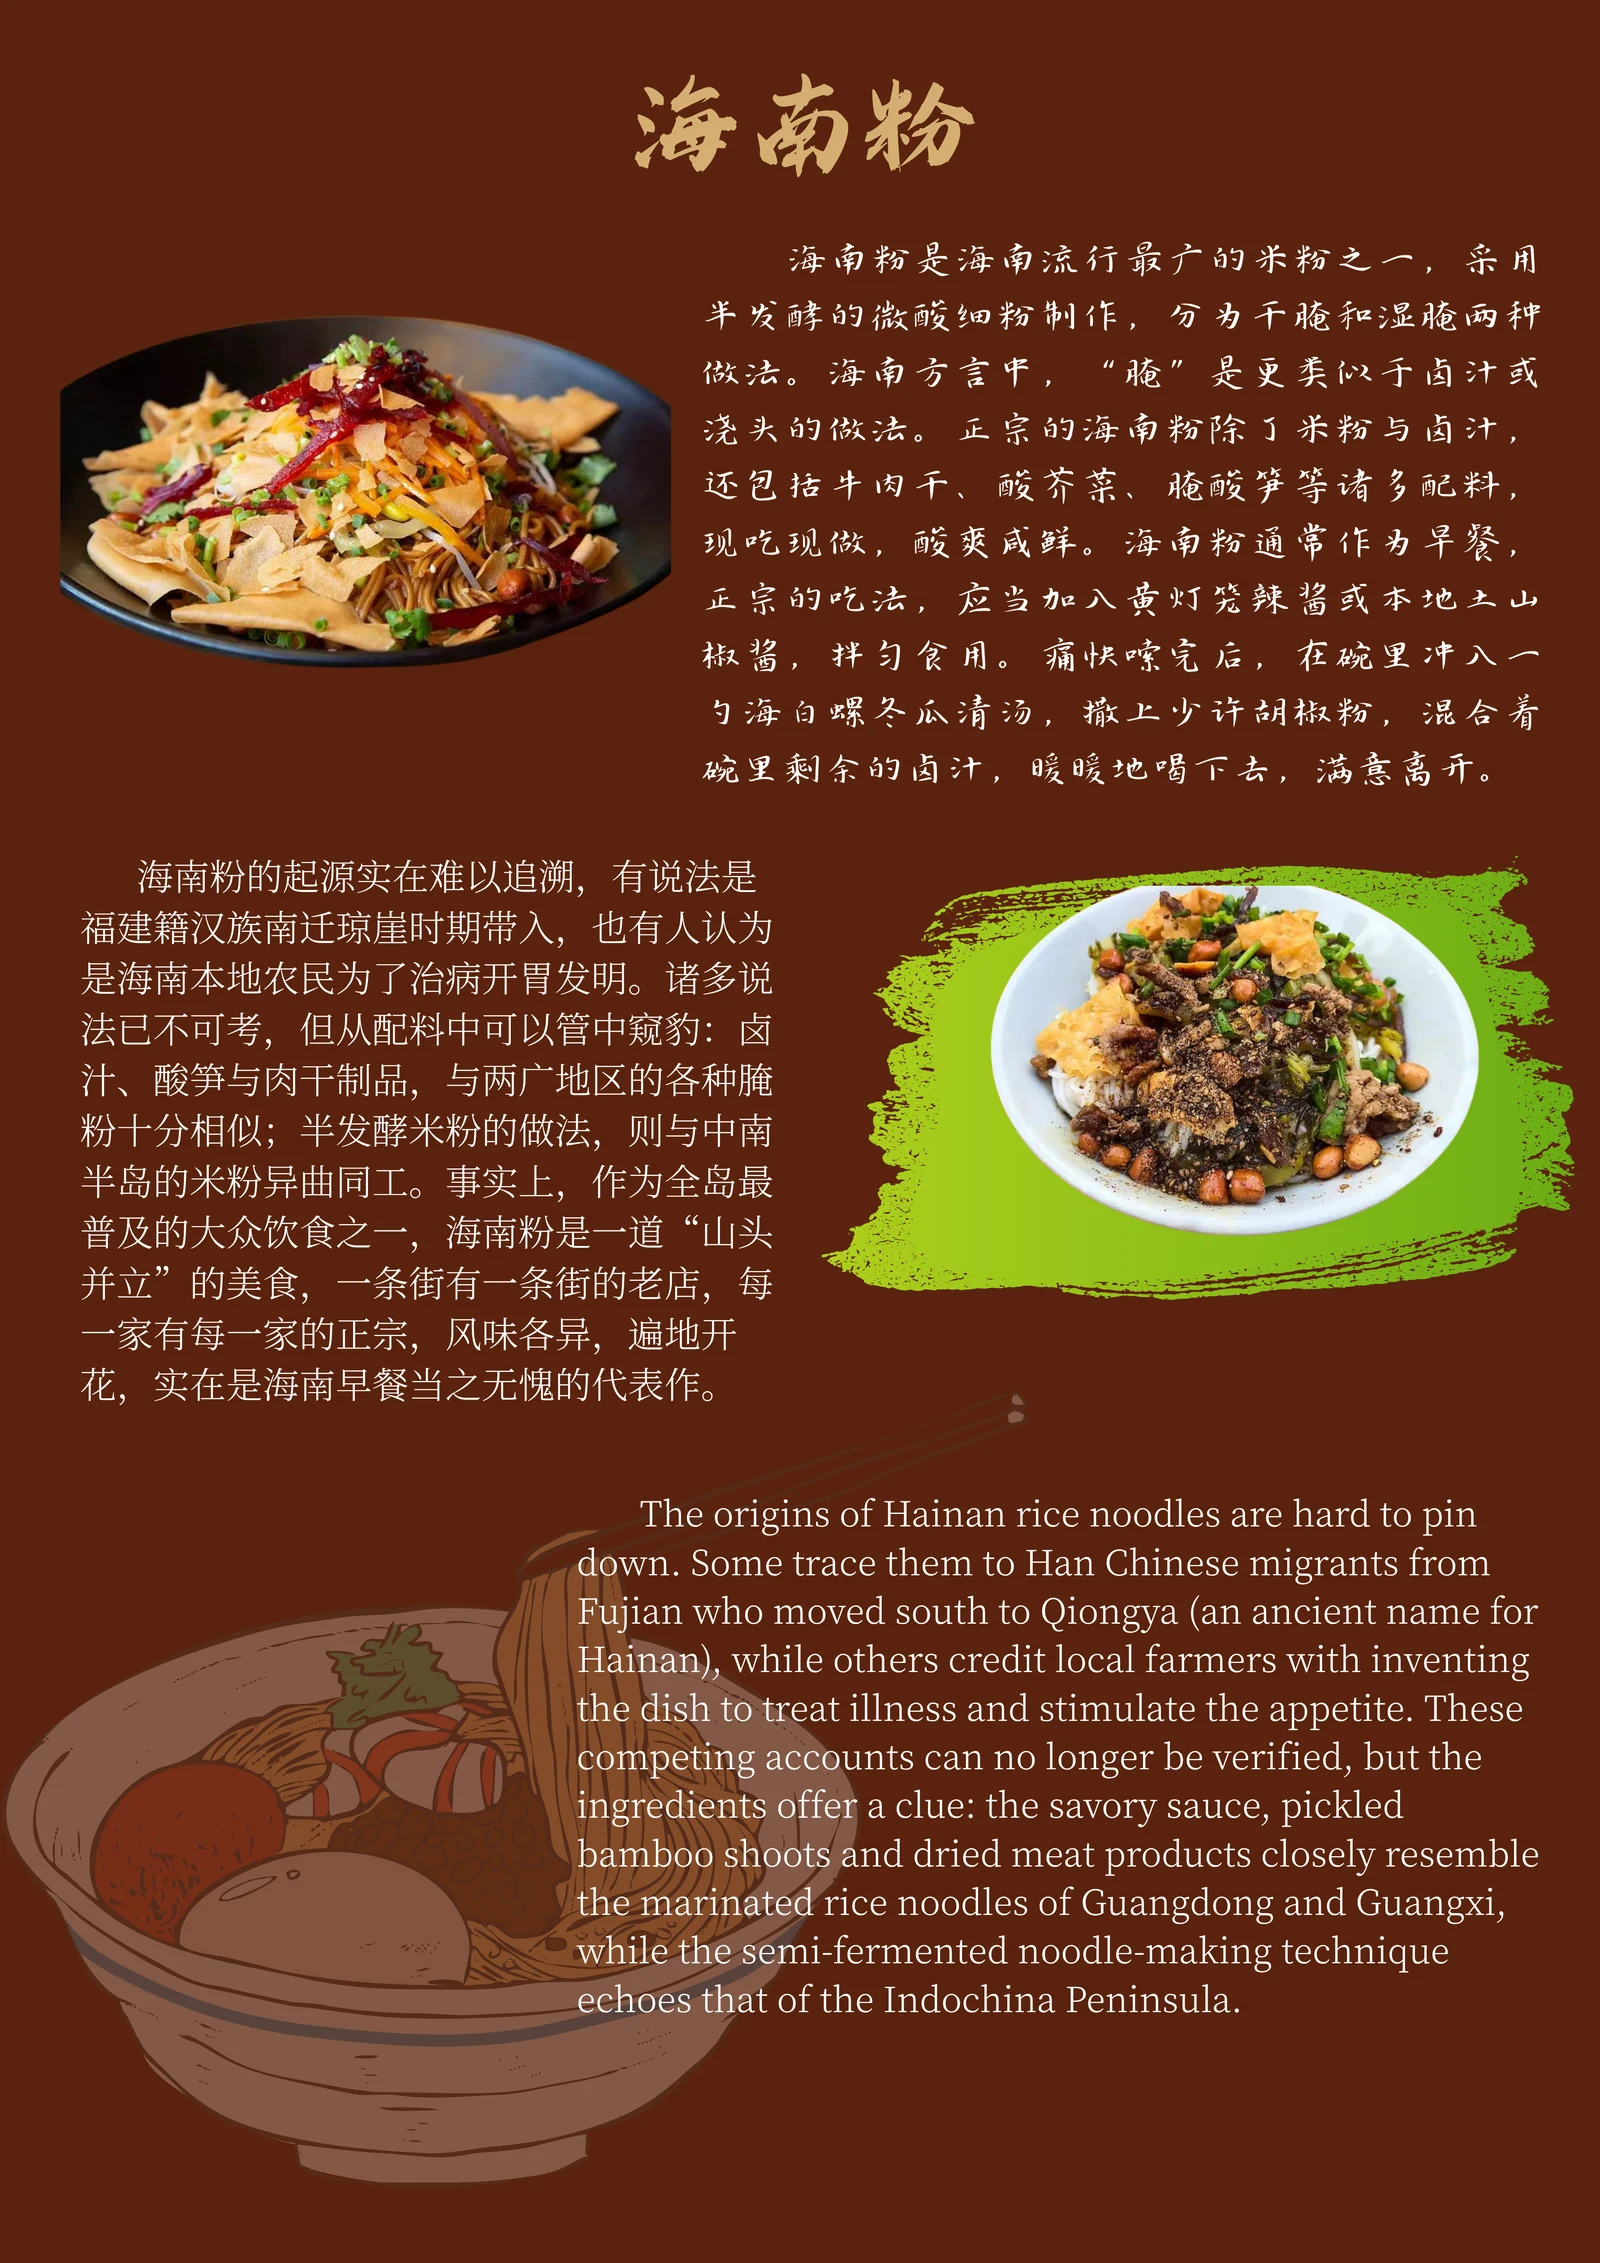 海南粉
海南粉是海南流行最广的米粉之一，采用
半发酵的微酸细粉制作，分为干腌和湿腌两种
做法。海南方言中，“腌”是更类似于卤汁或
浇头的做法。正宗的海南粉除了米粉与卤汁，
还包括牛肉干、酸芥菜、腌酸笋等诸多配料，
现吃现做，酸爽咸鲜。海南粉通常作为早餐，
正宗的吃法，应当加入黄灯笼辣酱或本地土山
椒酱，拌匀食用。痛快嗦完后，在碗里冲入一
勺海白螺冬瓜清汤，撒上少许胡椒粉，混合着
碗里剩余的卤汁，暖暖地喝下去，满意离开。
海南粉的起源实在难以追溯，有说法是
福建籍汉族南迁琼崖时期带入，也有人认为
是海南本地农民为了治病开胃发明。诸多说
法已不可考，但从配料中可以管中窥豹：卤
汁、酸笋与肉干制品，与两广地区的各种腌
粉十分相似；半发酵米粉的做法，则与中南
半岛的米粉异曲同工。事实上，作为全岛最
普及的大众饮食之一，海南粉是一道“山头
并立”的美食，一条街有一条街的老店，每
一家有每一家的正宗，风味各异，遍地开
花，实在是海南早餐当之无愧的代表作。
The origins of Hainan rice noodles are hard to pin
down. Some trace them to Han Chinese migrants from
Fujian who moved south to Qiongya (an ancient name for
Hainan), while others credit local farmers with inventing
the dish to treat illness and stimulate the appetite. These
competing accounts can no longer be verified, but the
ingredients offer a clue: the savory sauce, pickled
bamboo shoots and dried meat products closely resemble
the marinated rice noodles of Guangdong and Guangxi,
while the semi-fermented noodle-making technique
echoes that of the Indochina Peninsula.